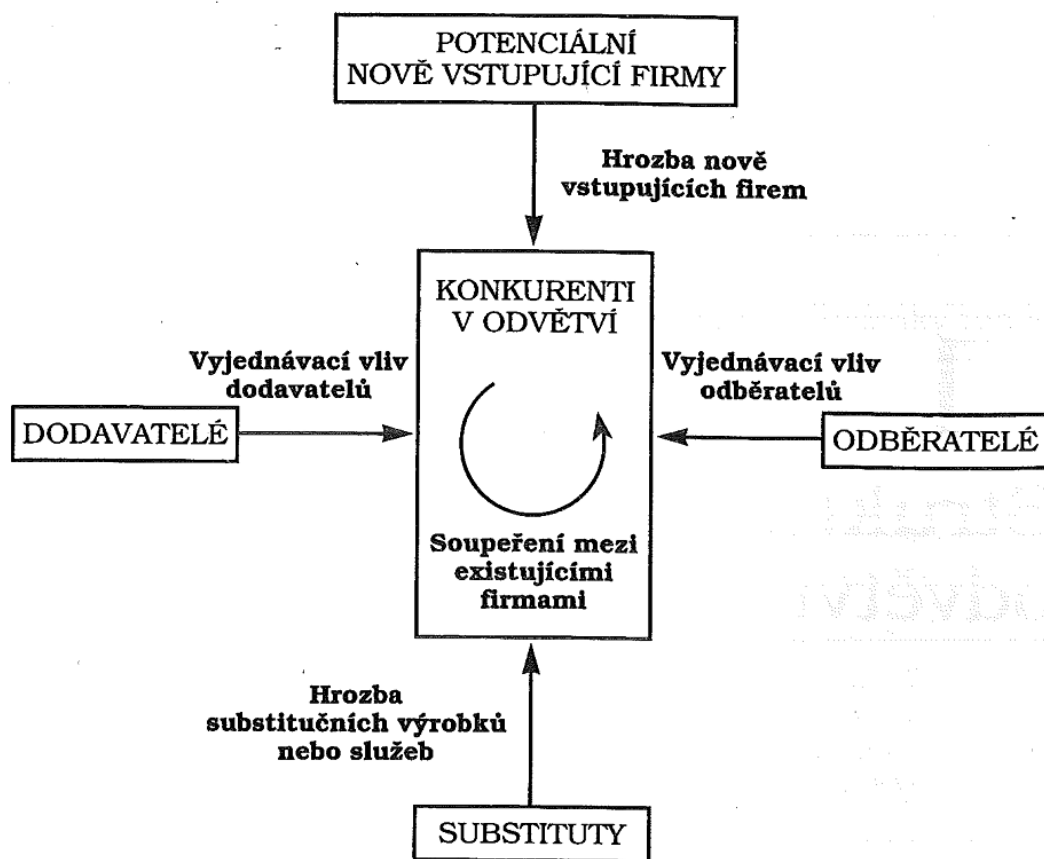 POTENCIÁLNÍ
NOVĚ VSTUPUJÍCÍ FIRMY
Hrozba nově
vstupujících firem
KONKURENTI
V ODVĚTVÍ
Vyjednávací vliv
dodavatelů
Vyjednávací vliv
odběratelů
DODAVATELÉ
ODBĚRATELÉ
Soupeření mezi
existujícími
firmami
Hrozba
substitučních výrobků
nebo služeb
SUBSTITUTY